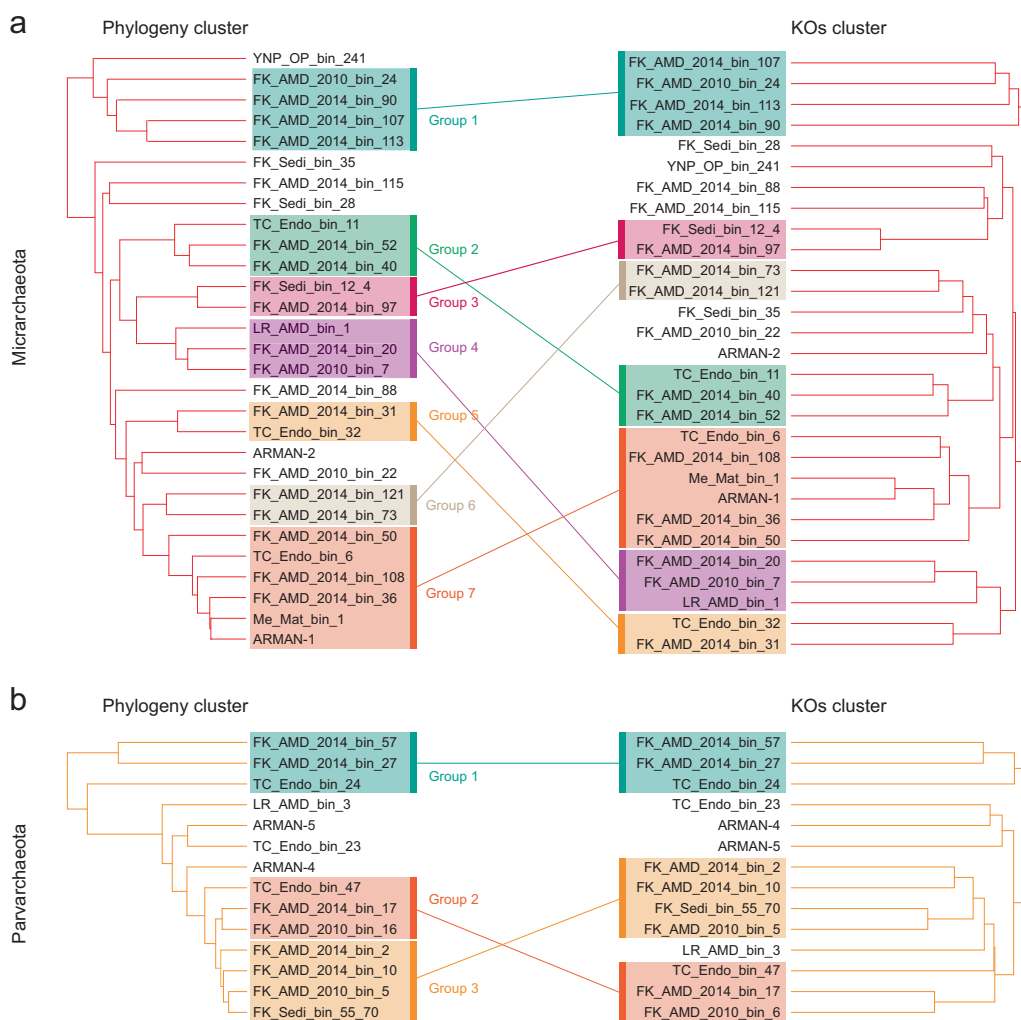 a
Phylogeny cluster
KOs cluster
Micrarchaeota
YNP_OP_bin_241
FK_AMD_2010_bin_24
FK_AMD_2014_bin_90
FK_AMD_2014_bin_107
FK_AMD_2014_bin_113
FK_Sedi_bin_35
FK_AMD_2014_bin_115
FK_Sedi_bin_28
TC_Endo_bin_11
FK_AMD_2014_bin_52
FK_AMD_2014_bin_40
FK_Sedi_bin_12_4
FK_AMD_2014_bin_97
LR_AMD_bin_1
FK_AMD_2014_bin_20
FK_AMD_2010_bin_7
FK_AMD_2014_bin_88
FK_AMD_2014_bin_31
TC_Endo_bin_32
ARMAN-2
FK_AMD_2010_bin_22
FK_AMD_2014_bin_121
FK_AMD_2014_bin_73
FK_AMD_2014_bin_50
TC_Endo_bin_6
FK_AMD_2014_bin_108
FK_AMD_2014_bin_36
Me_Mat_bin_1
ARMAN-1
Group 1
Group 2
Group 3
Group 4
Group 5
Group 6
Group 7
FK_AMD_2014_bin_107
FK_AMD_2010_bin_24
FK_AMD_2014_bin_113
FK_AMD_2014_bin_90
FK_Sedi_bin_28
YNP_OP_bin_241
FK_AMD_2014_bin_88
FK_AMD_2014_bin_115
FK_Sedi_bin_12_4
FK_AMD_2014_bin_97
FK_AMD_2014_bin_73
FK_AMD_2014_bin_121
FK_Sedi_bin_35
FK_AMD_2010_bin_22
ARMAN-2
TC_Endo_bin_11
FK_AMD_2014_bin_40
FK_AMD_2014_bin_52
TC_Endo_bin_6
FK_AMD_2014_bin_108
Me_Mat_bin_1
ARMAN-1
FK_AMD_2014_bin_36
FK_AMD_2014_bin_50
FK_AMD_2014_bin_20
FK_AMD_2010_bin_7
LR_AMD_bin_1
TC_Endo_bin_32
FK_AMD_2014_bin_31
b
Phylogeny cluster
KOs cluster
Parvarchaeota
FK_AMD_2014_bin_57
FK_AMD_2014_bin_27
TC_Endo_bin_24
LR_AMD_bin_3
ARMAN-5
TC_Endo_bin_23
ARMAN-4
TC_Endo_bin_47
FK_AMD_2014_bin_17
FK_AMD_2010_bin_16
FK_AMD_2014_bin_2
FK_AMD_2014_bin_10
FK_AMD_2010_bin_5
FK_Sedi_bin_55_70
Group 1
Group 2
Group 3
FK_AMD_2014_bin_57
FK_AMD_2014_bin_27
TC_Endo_bin_24
TC_Endo_bin_23
ARMAN-4
ARMAN-5
FK_AMD_2014_bin_2
FK_AMD_2014_bin_10
FK_Sedi_bin_55_70
FK_AMD_2010_bin_5
LR_AMD_bin_3
TC_Endo_bin_47
FK_AMD_2014_bin_17
FK_AMD_2010_bin_6